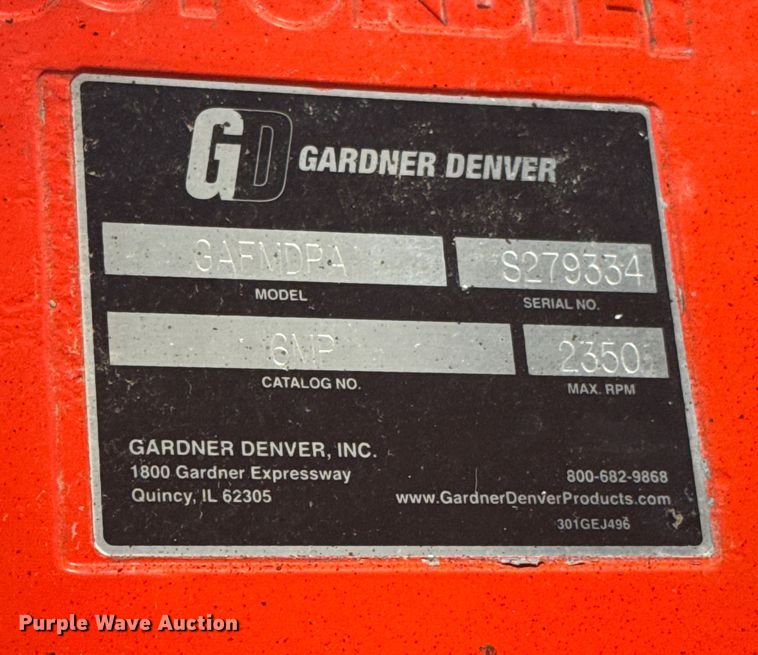 GD GARDNER DENVER
GAFMDPA S279334
MODEL SERIAL NO.
6MP 2350
CATALOG NO. MAX. RPM
GARDNER DENVER, INC.
1800 Gardner Expressway 800-682-9868
Quincy, IL 62305 www.GardnerDenverProducts.com
301GEJ496
Purple Wave Auction